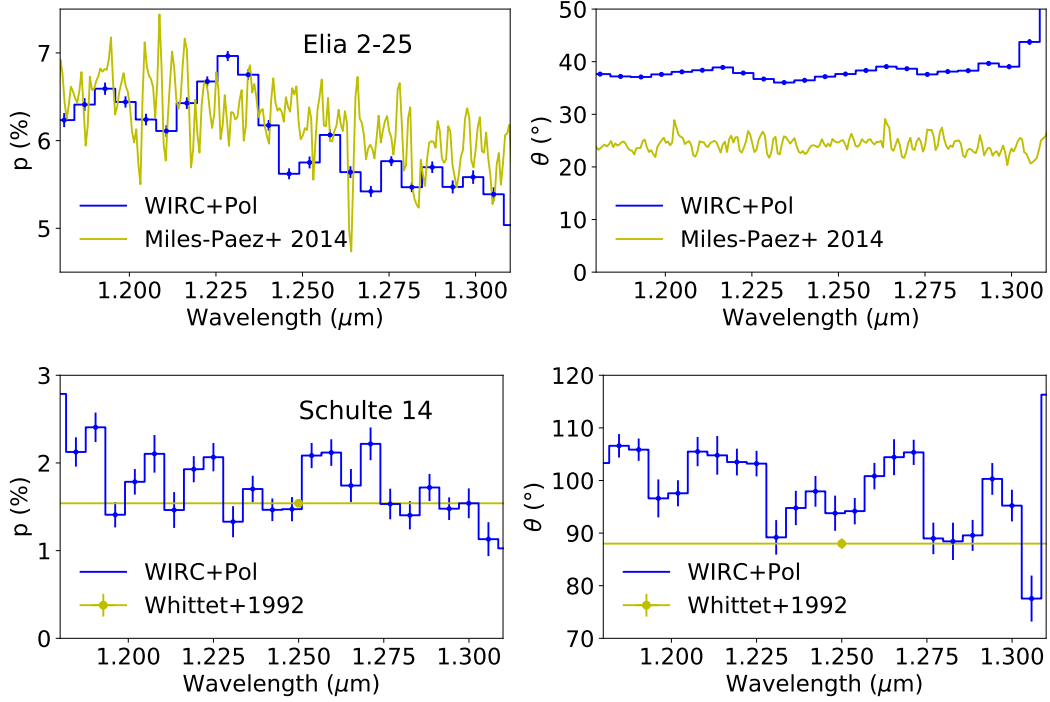 7
6
5
p (%)
Elia 2-25
WIRC+Pol
Miles-Paez+ 2014
1.200 1.225 1.250 1.275 1.300
Wavelength (μm)
50
40
30
20
10
0
θ (°)
WIRC+Pol
Miles-Paez+ 2014
1.200 1.225 1.250 1.275 1.300
Wavelength (μm)
3
2
1
0
p (%)
Schulte 14
WIRC+Pol
Whittet+1992
1.200 1.225 1.250 1.275 1.300
Wavelength (μm)
120
110
100
90
80
70
θ (°)
WIRC+Pol
Whittet+1992
1.200 1.225 1.250 1.275 1.300
Wavelength (μm)